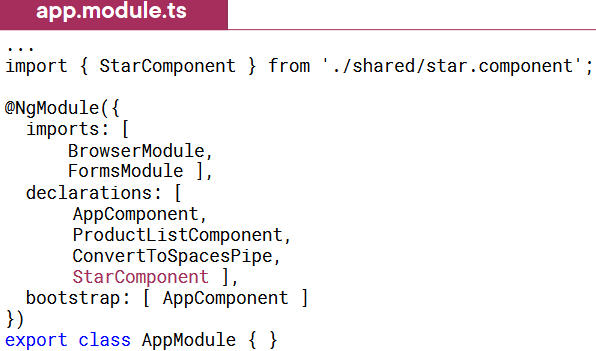 app.module.ts
...
import { StarComponent } from './shared/star.component';
@NgModule({
  imports: [
      BrowserModule,
      FormsModule ],
  declarations: [
      AppComponent,
      ProductListComponent,
      ConvertToSpacesPipe,
      StarComponent ],
  bootstrap: [ AppComponent ]
})
export class AppModule { }